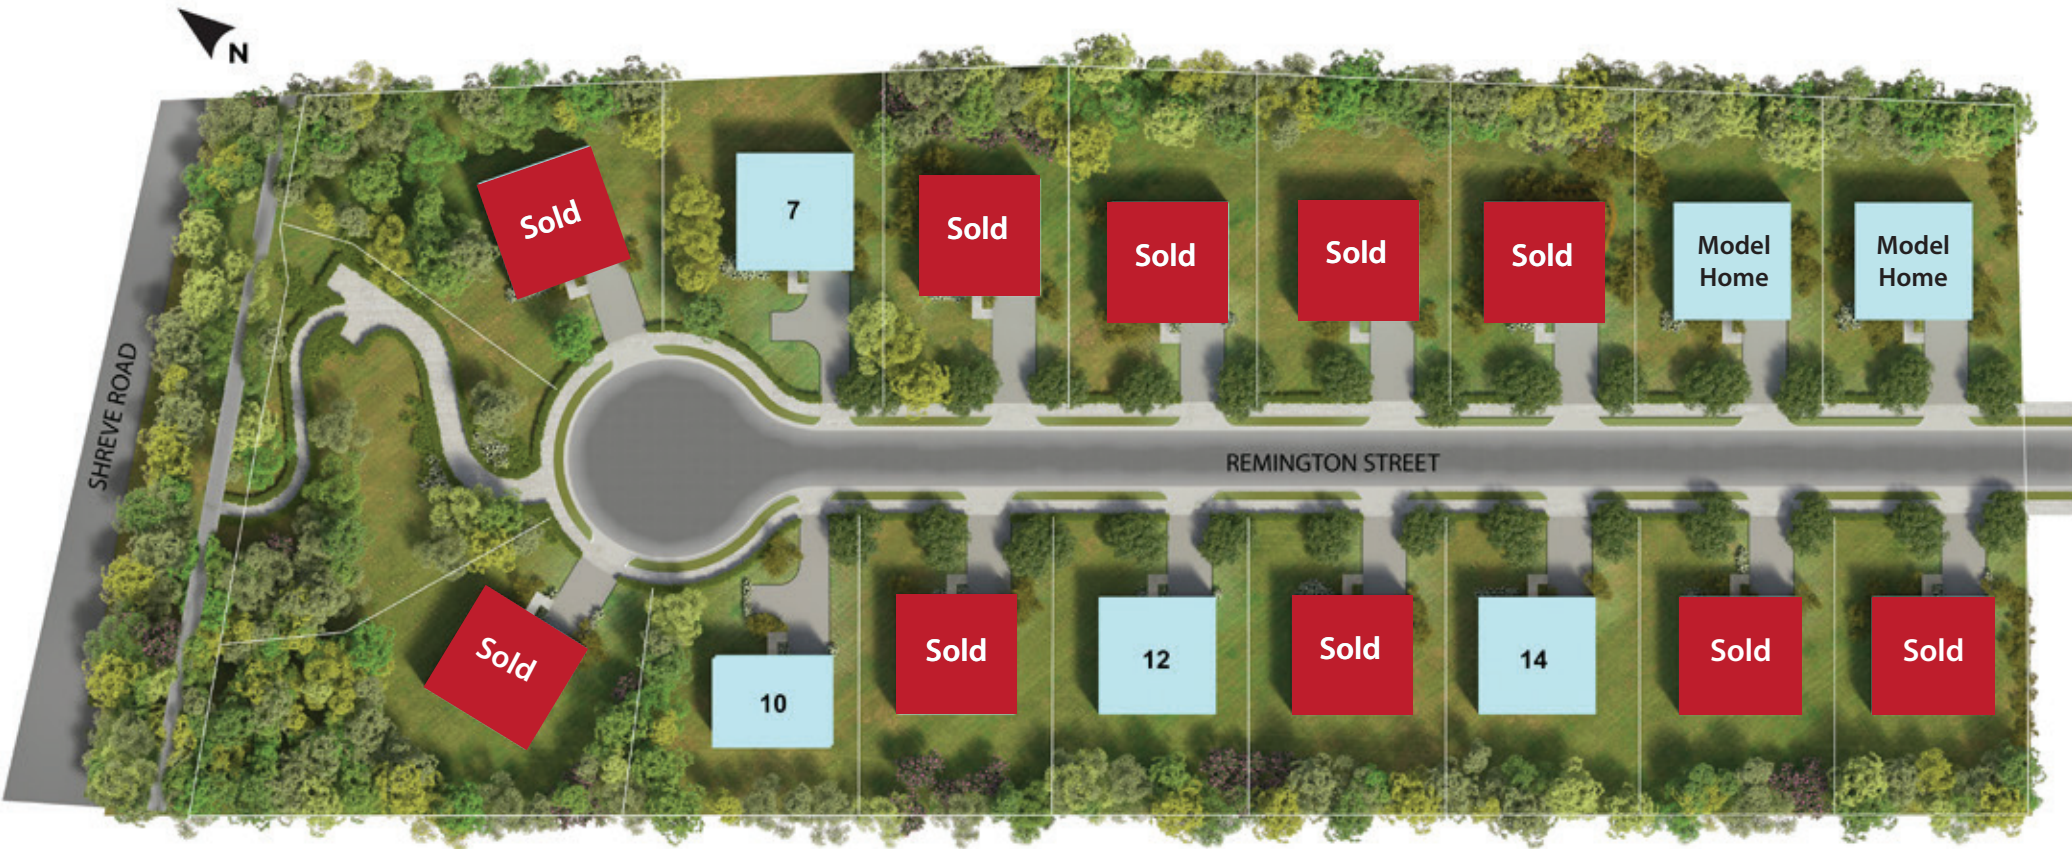 N
Sold
7
Sold
Sold
Sold
Sold
Model
Home
Model
Home
SHREVE ROAD
REMINGTON STREET
Sold
10
Sold
12
Sold
14
Sold
Sold